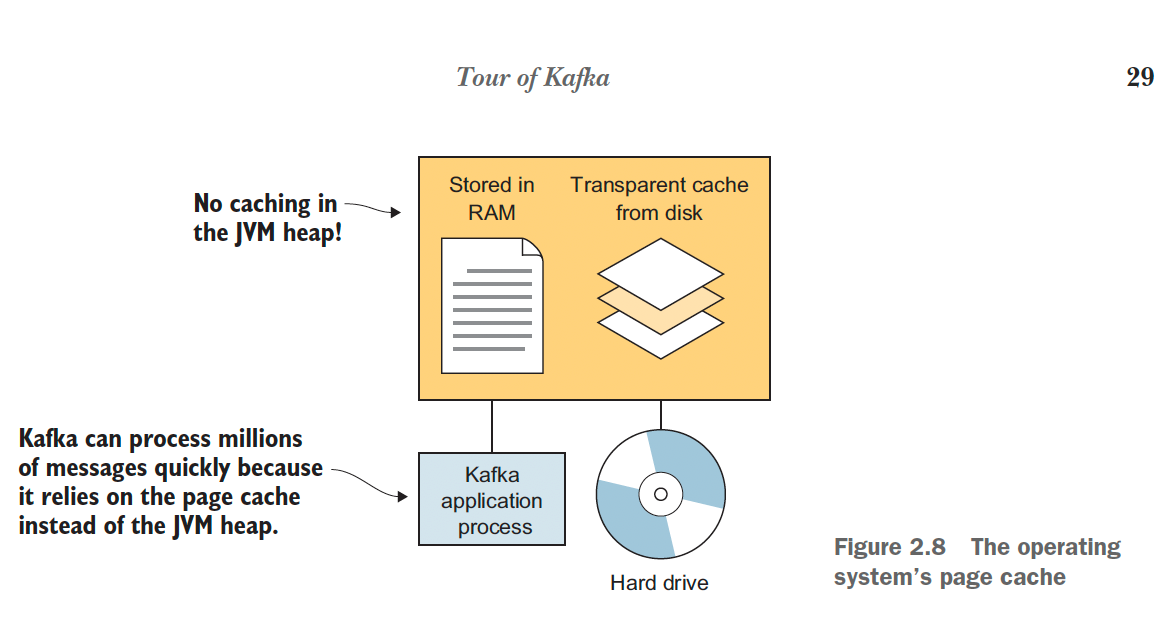 Tour of Kafka
29
No caching in
the JVM heap!
Stored in
RAM
Transparent cache
from disk
Kafka can process millions
of messages quickly because
it relies on the page cache
instead of the JVM heap.
Kafka
application
process
Hard drive
Figure 2.8 The operating
system’s page cache